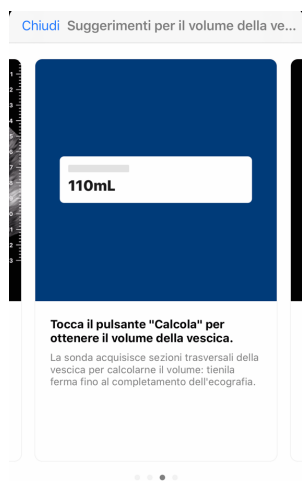 Chiudi Suggerimenti per il volume della ve...
110mL
Tocca il pulsante "Calcola" per
ottenere il volume della vescica.
La sonda acquisisce sezioni trasversali della
vescica per calcolarne il volume: tienila
ferma fino al completamento dell'ecografia.